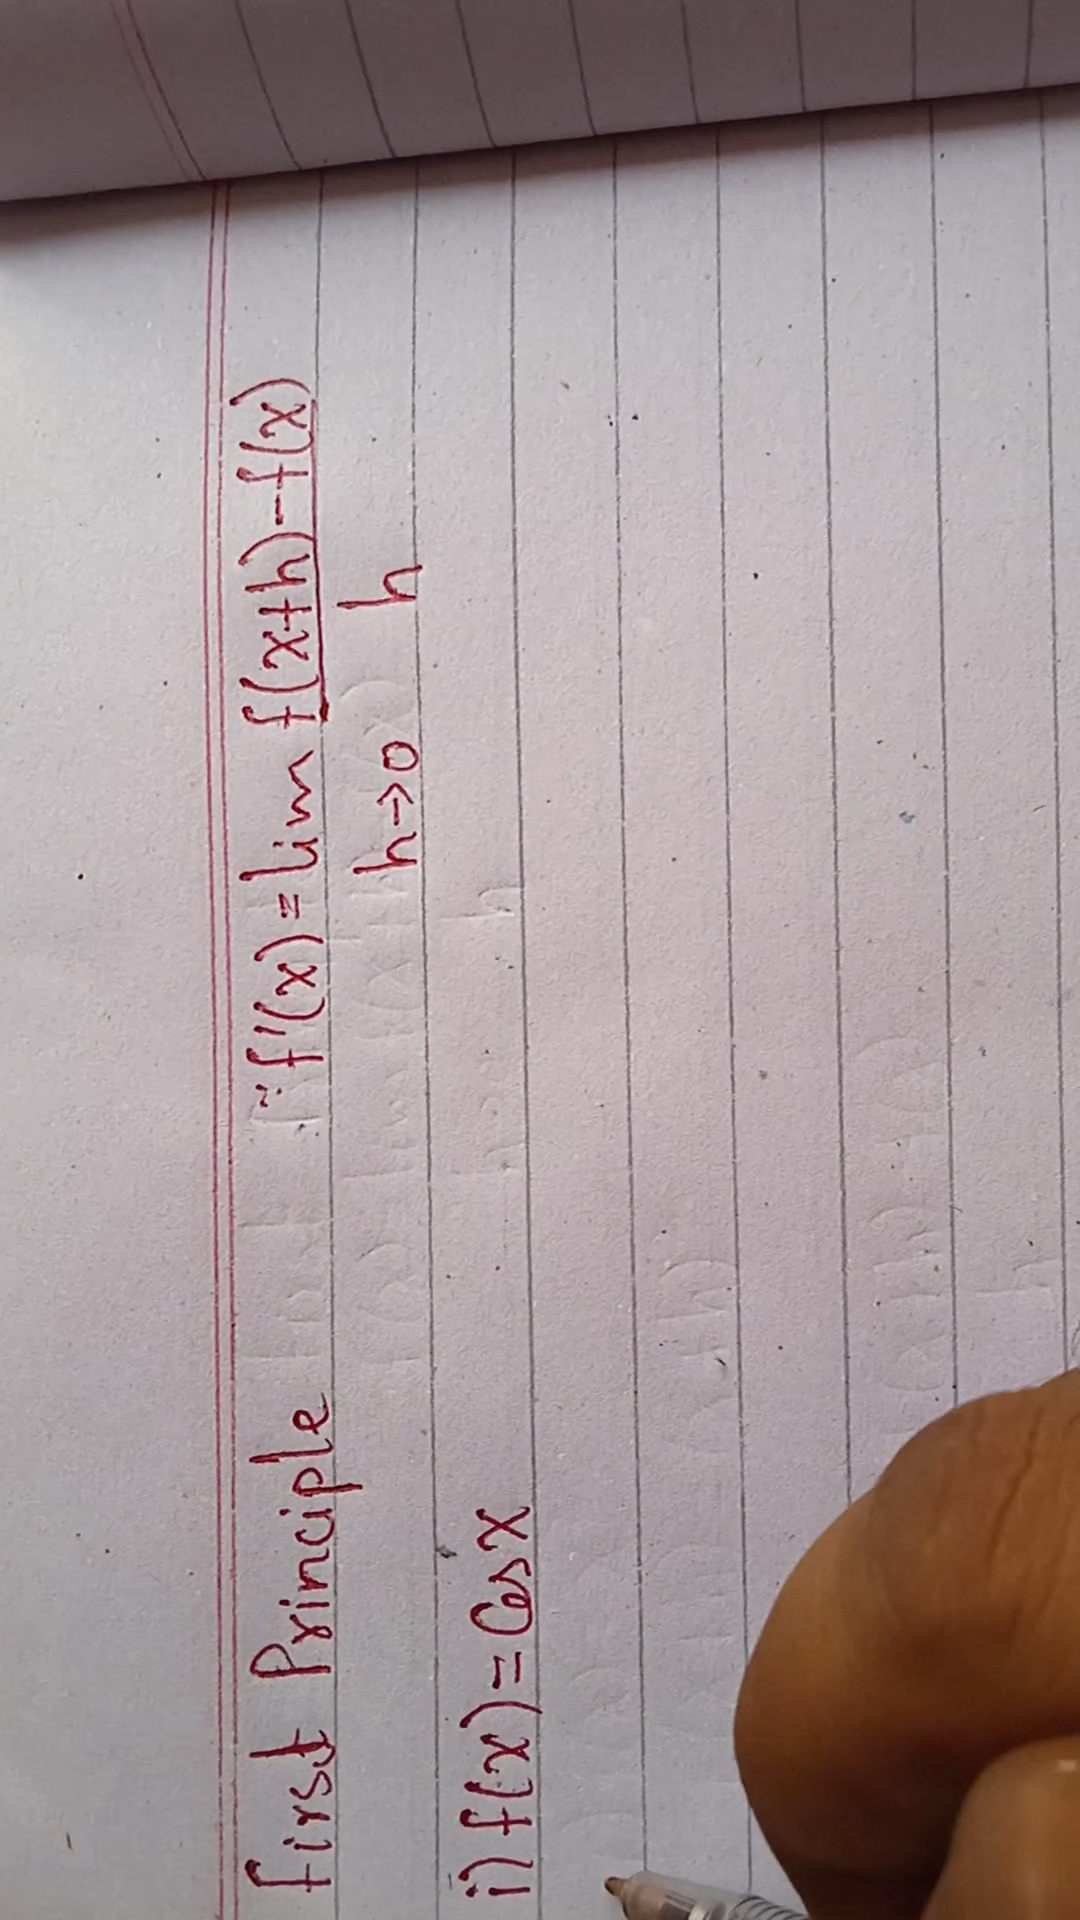 first Principle ∵ f'(x) = lim f(x+h)-f(x)
h→0 h
i) f(x) = Cos x